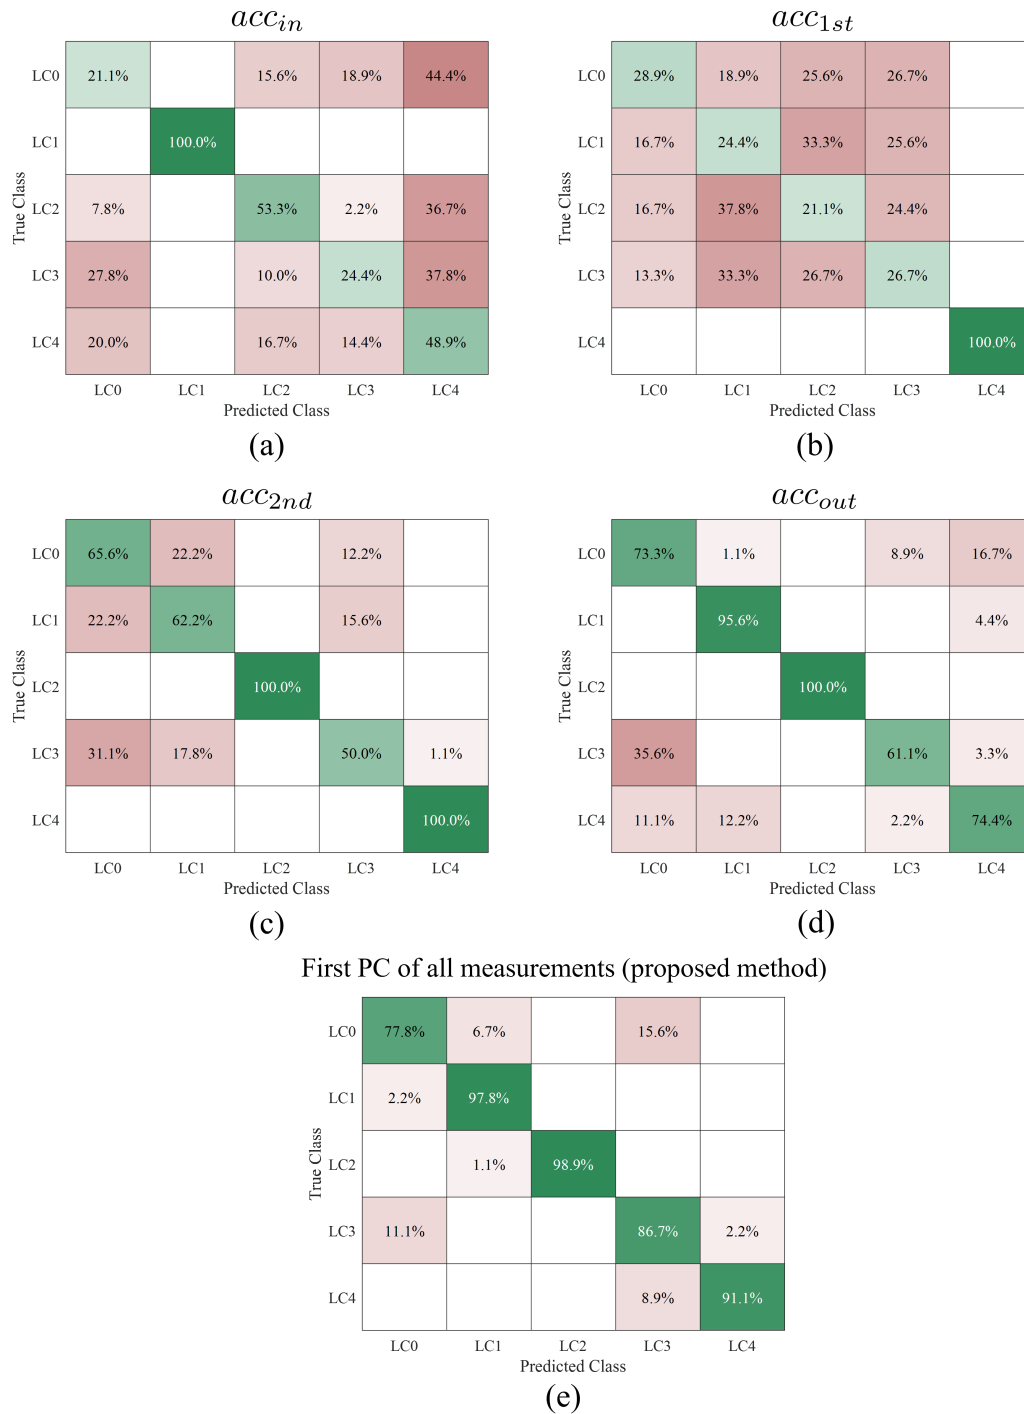 acc_in
acc_1st
LC0 21.1% 15.6% 18.9% 44.4%
LC1 100.0%
LC2 7.8% 53.3% 2.2% 36.7%
LC3 27.8% 10.0% 24.4% 37.8%
LC4 20.0% 16.7% 14.4% 48.9%
True Class
LC0 LC1 LC2 LC3 LC4
Predicted Class
(a)
LC0 28.9% 18.9% 25.6% 26.7%
LC1 16.7% 24.4% 33.3% 25.6%
LC2 16.7% 37.8% 21.1% 24.4%
LC3 13.3% 33.3% 26.7% 26.7%
LC4 100.0%
True Class
LC0 LC1 LC2 LC3 LC4
Predicted Class
(b)
acc_2nd
acc_out
LC0 65.6% 22.2% 12.2%
LC1 22.2% 62.2% 15.6%
LC2 100.0%
LC3 31.1% 17.8% 50.0% 1.1%
LC4 100.0%
True Class
LC0 LC1 LC2 LC3 LC4
Predicted Class
(c)
LC0 73.3% 1.1% 8.9% 16.7%
LC1 95.6% 4.4%
LC2 100.0%
LC3 35.6% 61.1% 3.3%
LC4 11.1% 12.2% 2.2% 74.4%
True Class
LC0 LC1 LC2 LC3 LC4
Predicted Class
(d)
First PC of all measurements (proposed method)
LC0 77.8% 6.7% 15.6%
LC1 2.2% 97.8%
LC2 1.1% 98.9%
LC3 11.1% 86.7% 2.2%
LC4 8.9% 91.1%
True Class
LC0 LC1 LC2 LC3 LC4
Predicted Class
(e)